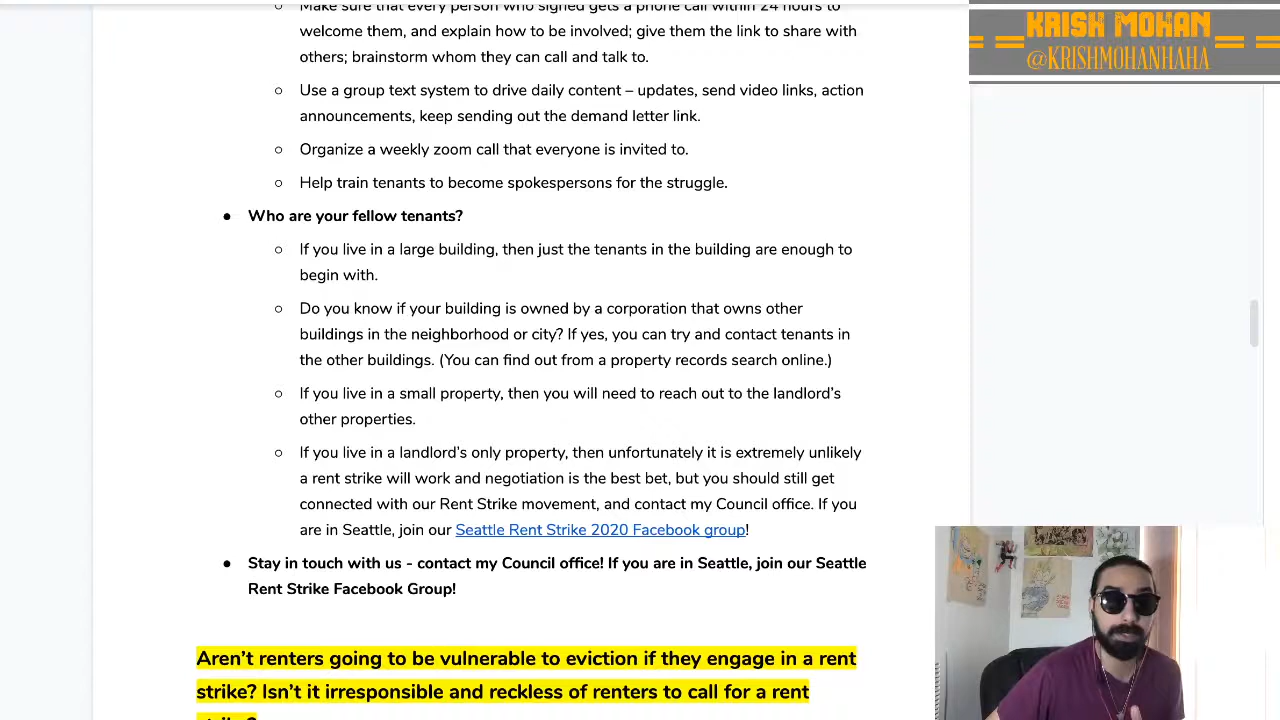 Make sure that every person who signed gets a phone call within 24 hours to
KRISH MOHAN
@KRISHMOHANHAHA
welcome them, and explain how to be involved; give them the link to share with
others; brainstorm whom they can call and talk to.
○ Use a group text system to drive daily content – updates, send video links, action
announcements, keep sending out the demand letter link.
○ Organize a weekly zoom call that everyone is invited to.
○ Help train tenants to become spokespersons for the struggle.
● Who are your fellow tenants?
○ If you live in a large building, then just the tenants in the building are enough to
begin with.
○ Do you know if your building is owned by a corporation that owns other
buildings in the neighborhood or city? If yes, you can try and contact tenants in
the other buildings. (You can find out from a property records search online.)
○ If you live in a small property, then you will need to reach out to the landlord’s
other properties.
○ If you live in a landlord’s only property, then unfortunately it is extremely unlikely
a rent strike will work and negotiation is the best bet, but you should still get
connected with our Rent Strike movement, and contact my Council office. If you
are in Seattle, join our Seattle Rent Strike 2020 Facebook group!
● Stay in touch with us - contact my Council office! If you are in Seattle, join our Seattle
Rent Strike Facebook Group!
Aren’t renters going to be vulnerable to eviction if they engage in a rent
strike? Isn’t it irresponsible and reckless of renters to call for a rent